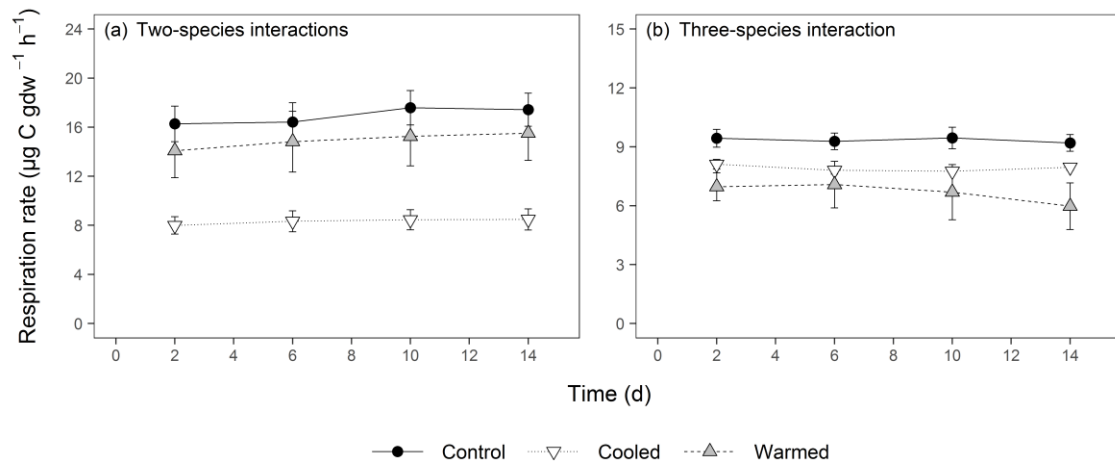 Respiration rate (µg C gdw⁻¹ h⁻¹)
(a) Two-species interactions
24
20
16
12
8
4
0
0 2 4 6 8 10 12 14
(b) Three-species interaction
15
12
9
6
3
0
0 2 4 6 8 10 12 14
Time (d)
Control Cooled Warmed